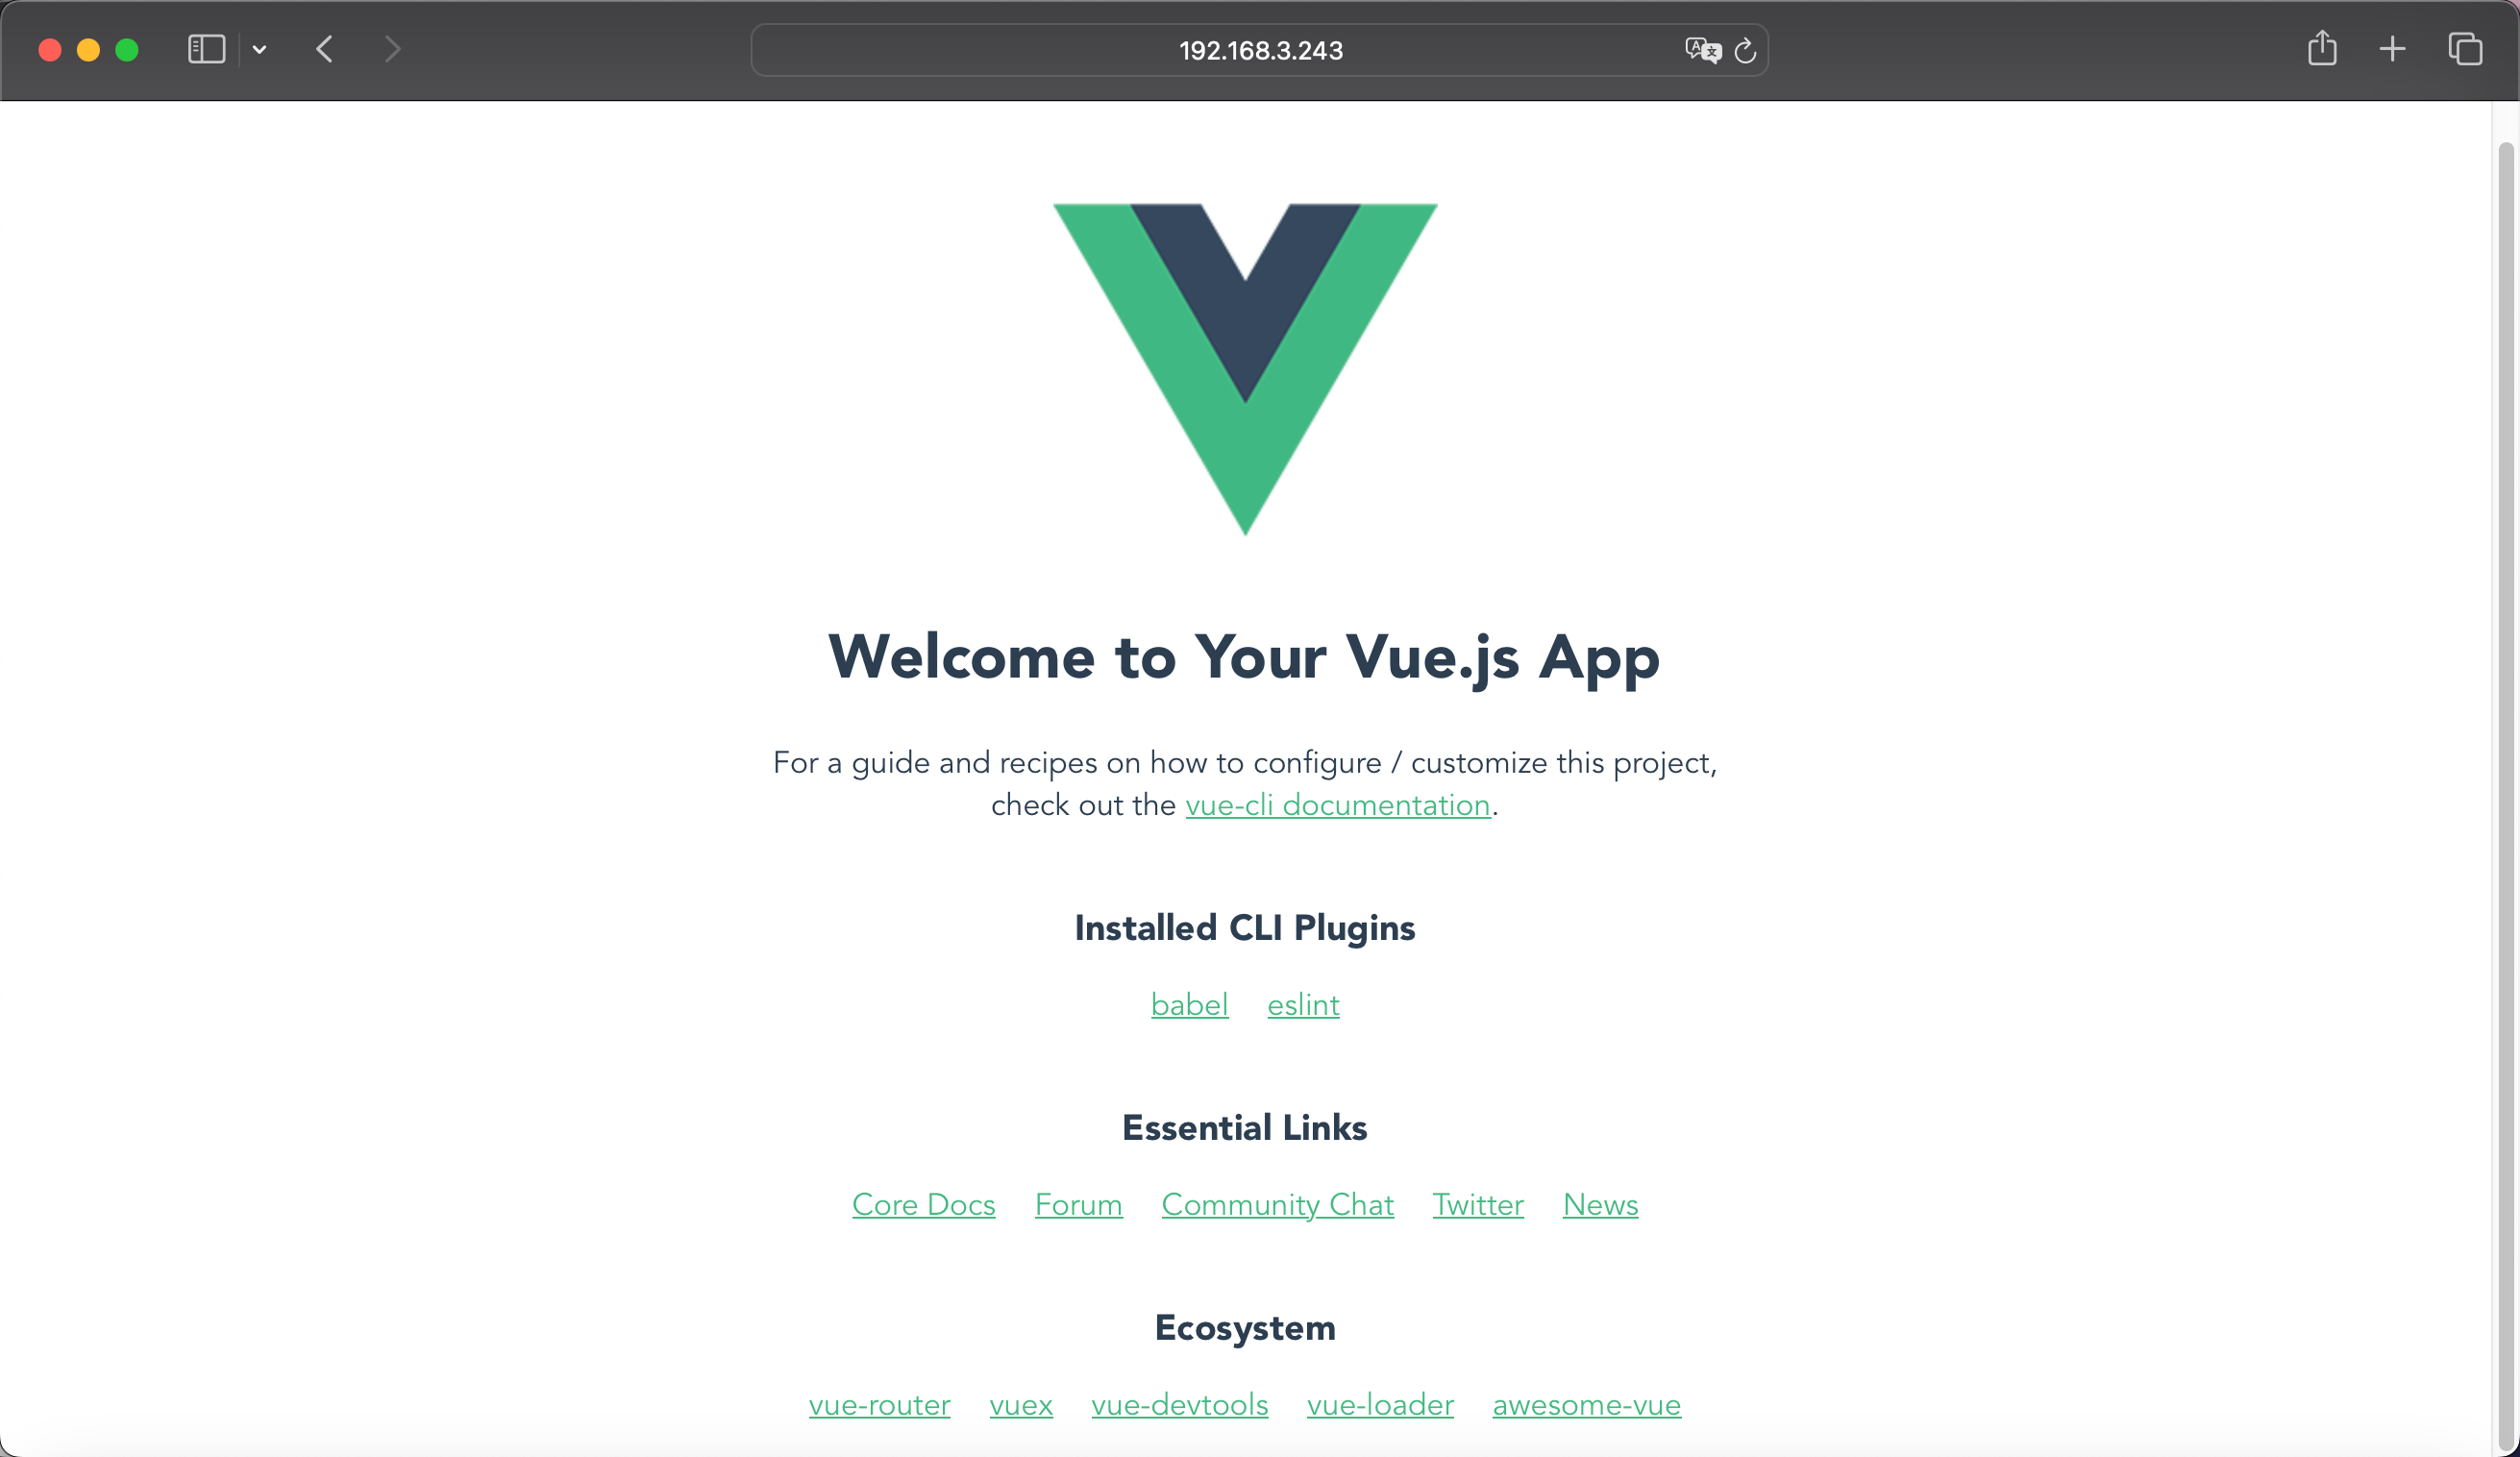 192.168.3.243
Welcome to Your Vue.js App
For a guide and recipes on how to configure / customize this project,
check out the vue-cli documentation.
Installed CLI Plugins
babel eslint
Essential Links
Core Docs Forum Community Chat Twitter News
Ecosystem
vue-router vuex vue-devtools vue-loader awesome-vue